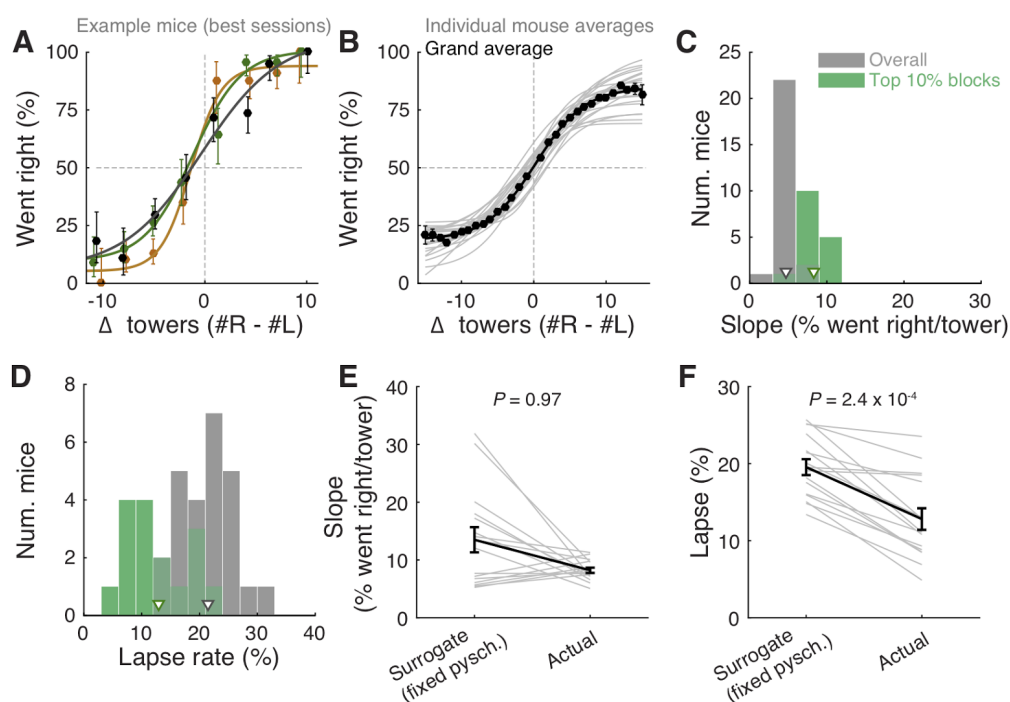 Example mice (best sessions)
Individual mouse averages
A
B
Grand average
C
100
75
50
25
0
Went right (%)
-10
0
10
Δ towers (#R - #L)
100
75
50
25
0
Went right (%)
-10
0
10
Δ towers (#R - #L)
25
20
15
10
5
0
Num. mice
Overall
Top 10% blocks
0
10
20
30
Slope (% went right/tower)
D
8
6
4
2
0
Num. mice
0
10
20
30
40
Lapse rate (%)
E
P = 0.97
40
30
20
10
0
Slope
(% went right/tower)
Surrogate
(fixed pysch.)
Actual
F
P = 2.4 x 10-4
30
20
10
0
Lapse (%)
Surrogate
(fixed pysch.)
Actual